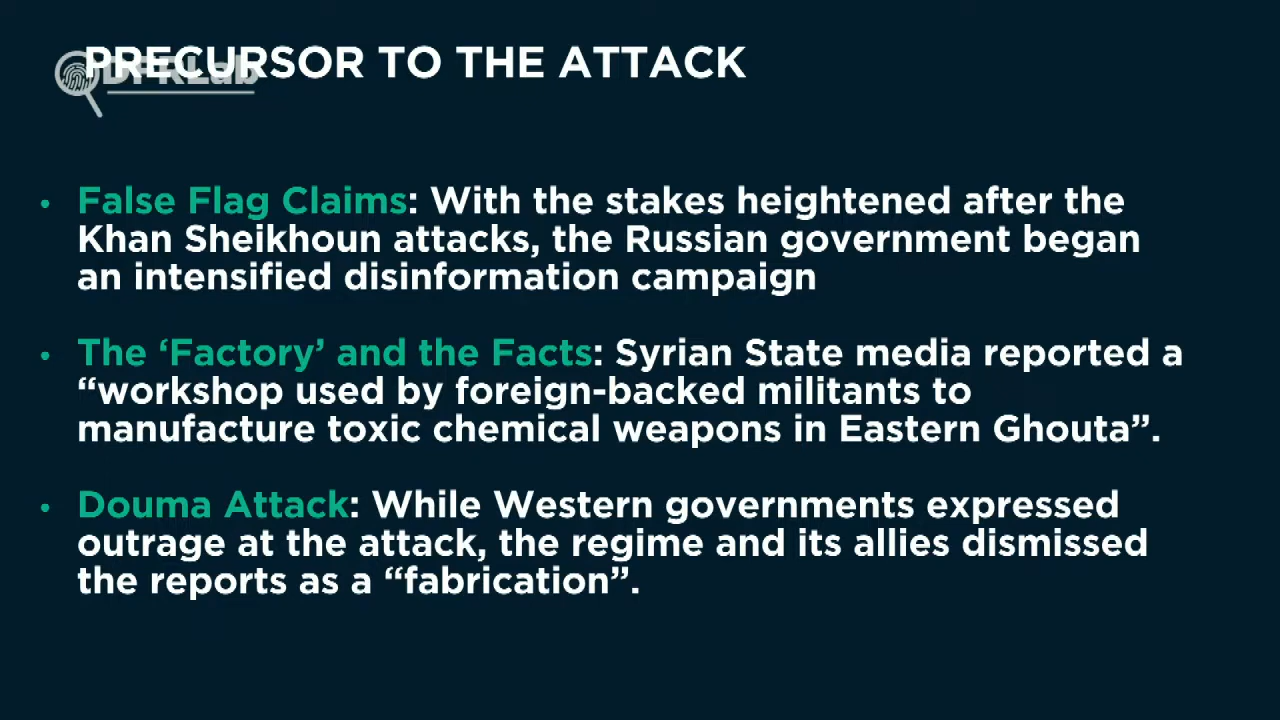 PRECURSOR TO THE ATTACK
DFRLab
• False Flag Claims: With the stakes heightened after the
Khan Sheikhoun attacks, the Russian government began
an intensified disinformation campaign
• The ‘Factory’ and the Facts: Syrian State media reported a
“workshop used by foreign-backed militants to
manufacture toxic chemical weapons in Eastern Ghouta”.
• Douma Attack: While Western governments expressed
outrage at the attack, the regime and its allies dismissed
the reports as a “fabrication”.